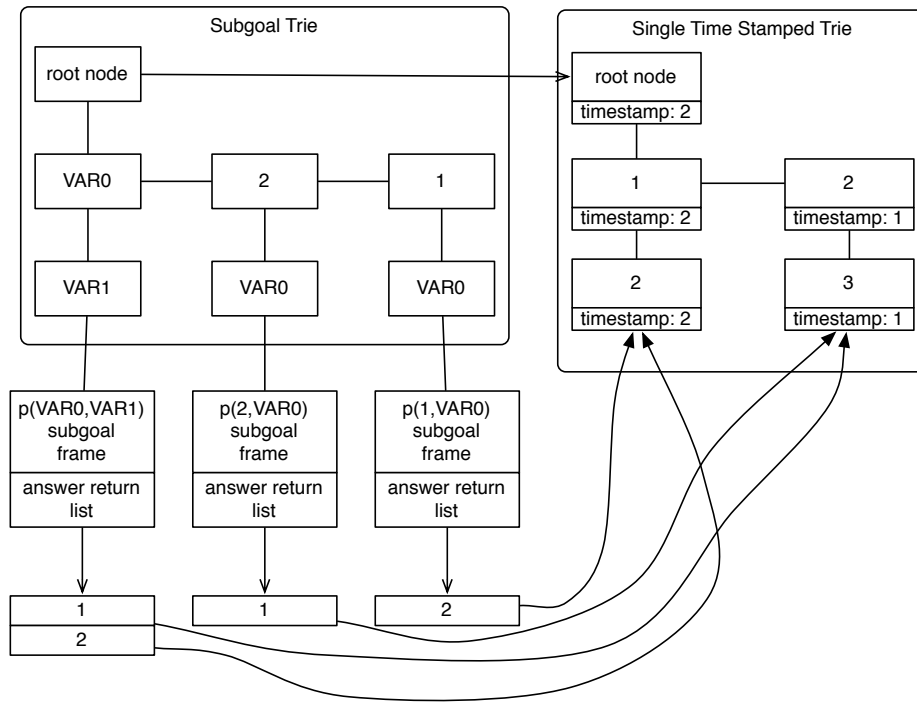 Subgoal Trie
root node
VAR0
2
1
VAR1
VAR0
VAR0
p(VAR0,VAR1)
subgoal
frame
answer return
list
p(2,VAR0)
subgoal
frame
answer return
list
p(1,VAR0)
subgoal
frame
answer return
list
1
2
1
2
Single Time Stamped Trie
root node
timestamp: 2
1
timestamp: 2
2
timestamp: 1
2
timestamp: 2
3
timestamp: 1